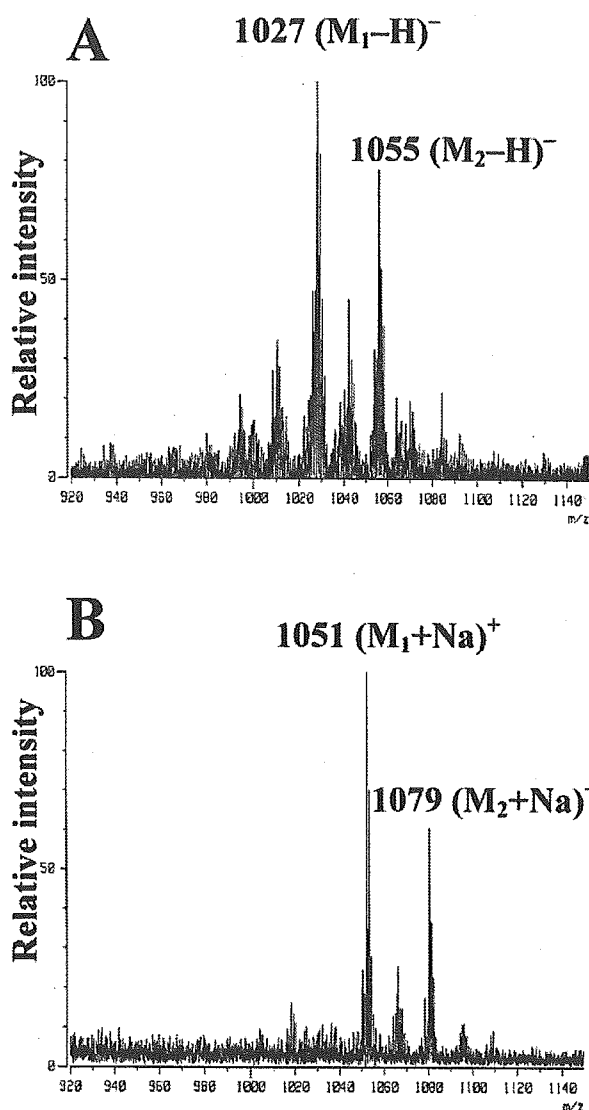 A
1027 (M₁–H)⁻
1055 (M₂–H)⁻
100
50
0
Relative intensity
920 940 960 980 1000 1020 1040 1060 1080 1100 1120 1140
m/z
B
1051 (M₁+Na)⁺
1079 (M₂+Na)
100
50
0
Relative intensity
920 940 960 980 1000 1020 1040 1060 1080 1100 1120 1140
m/z